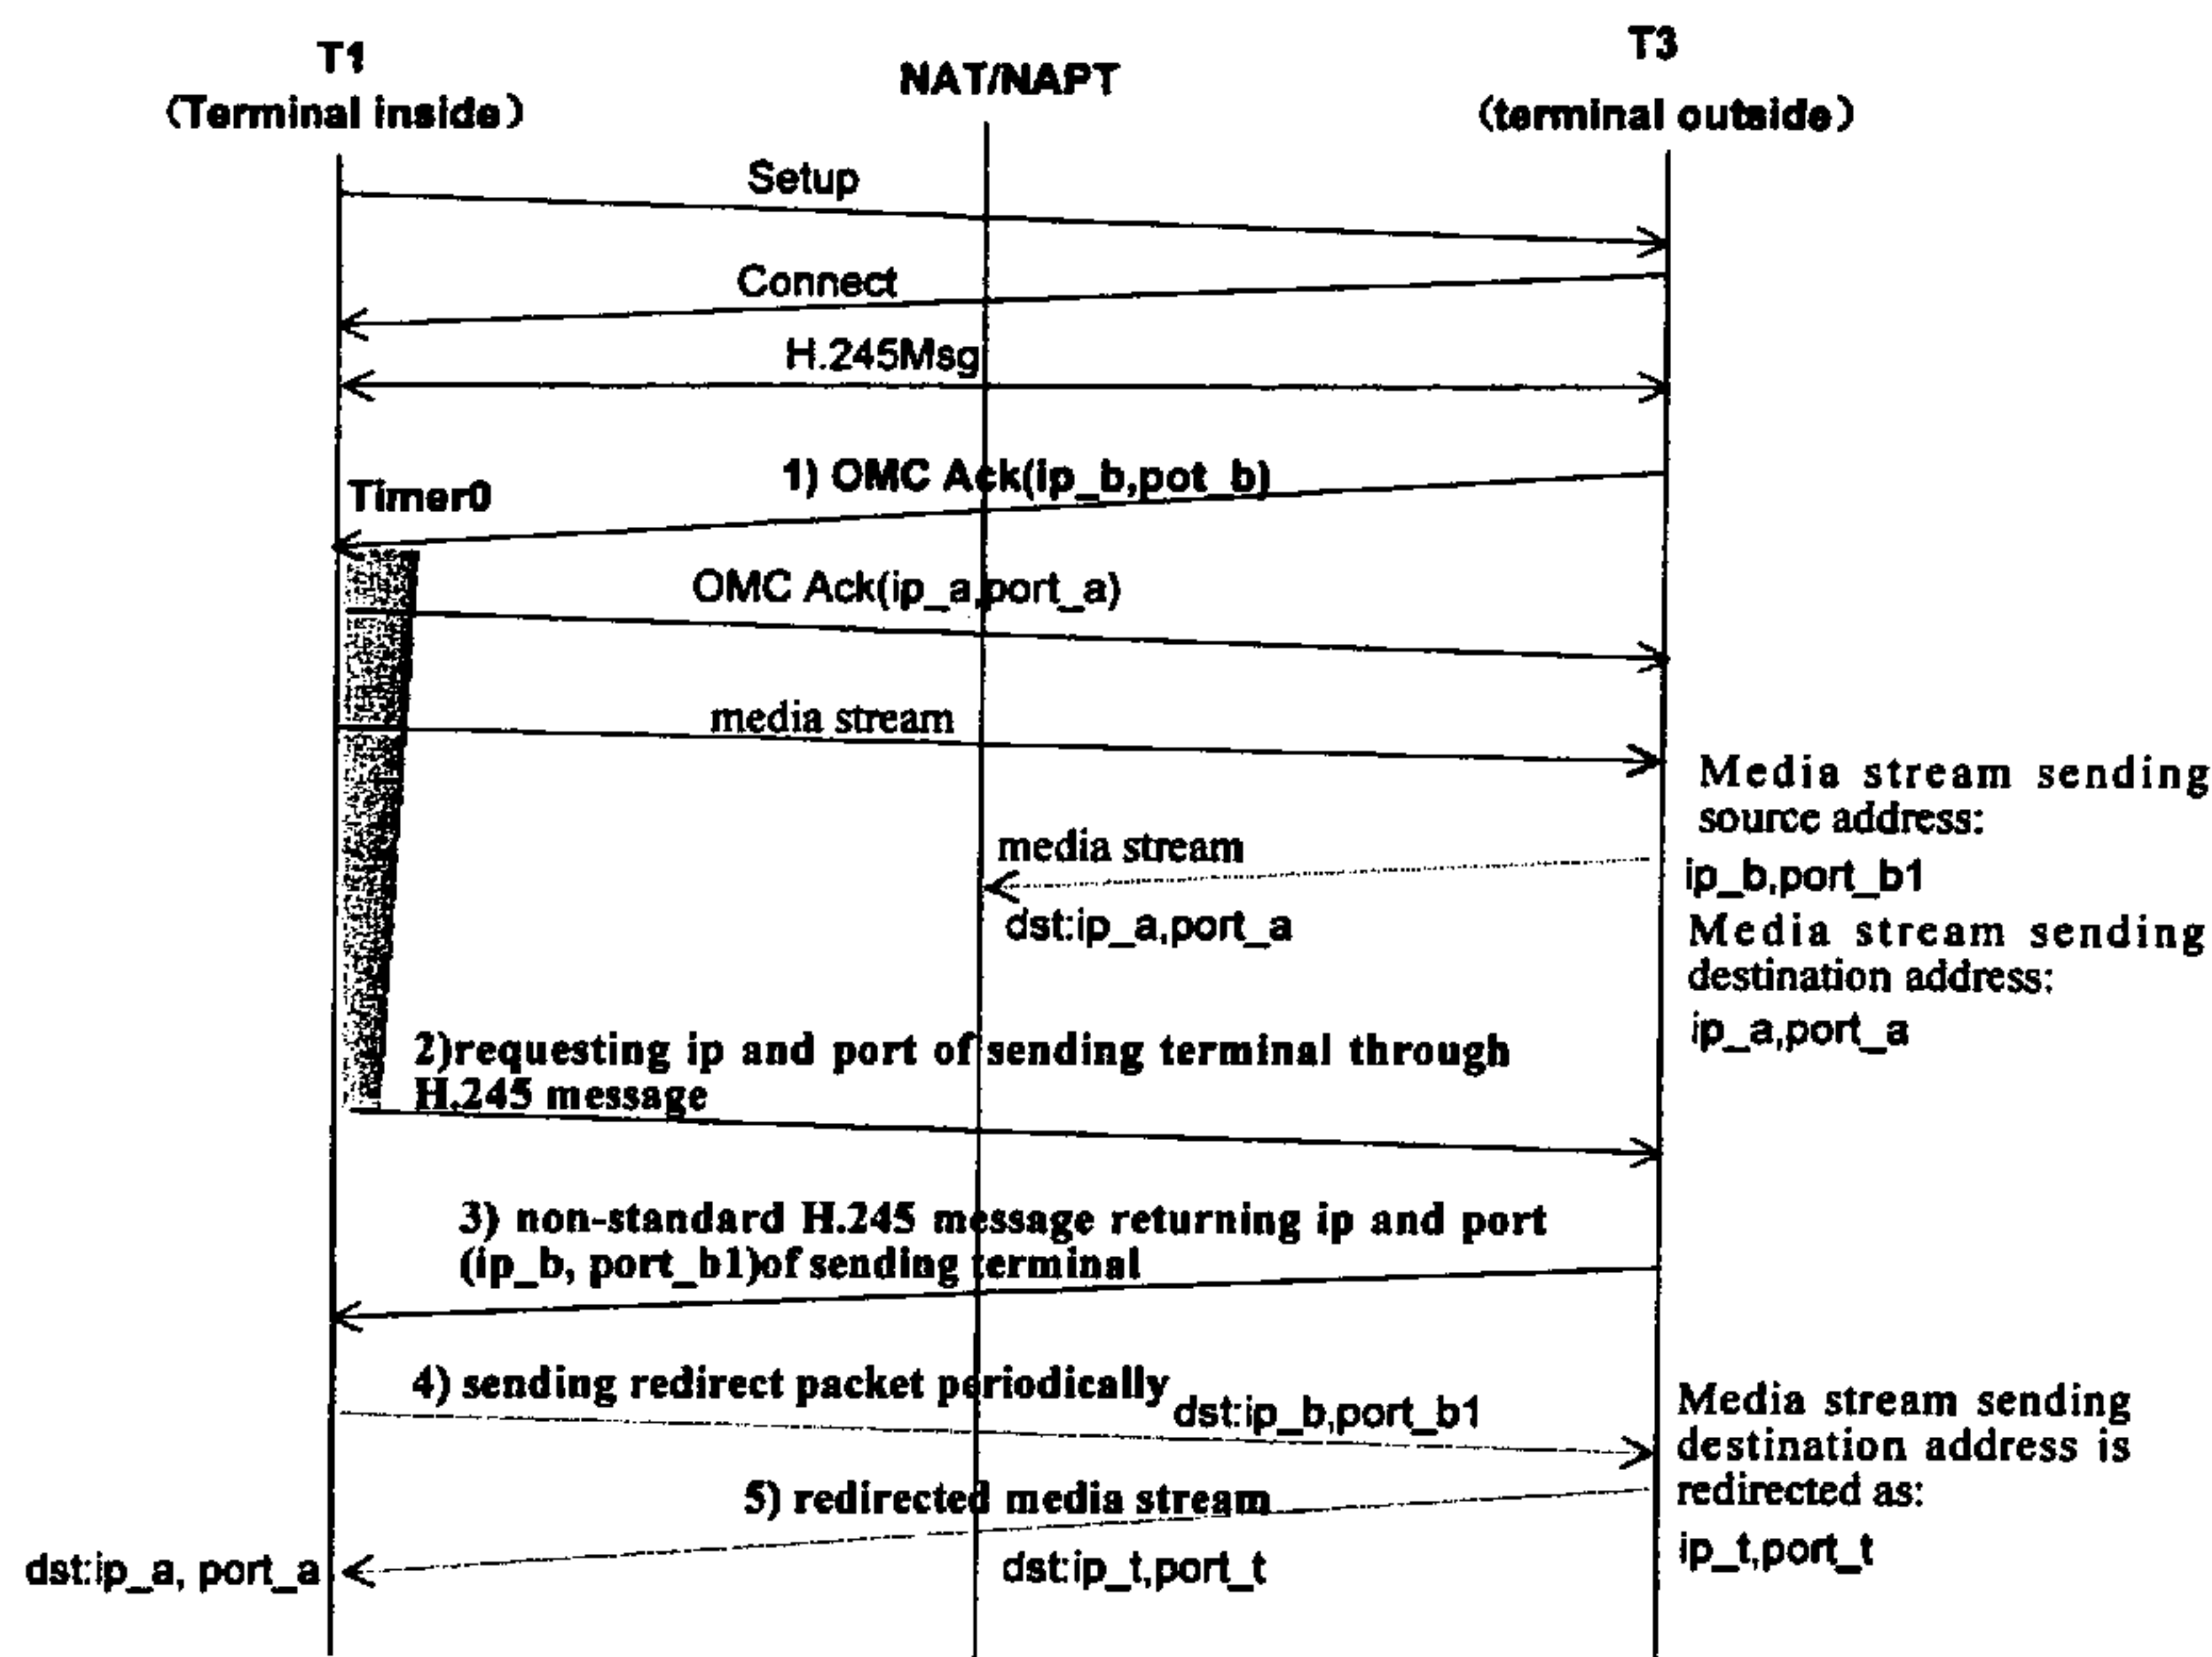 T1
(Terminal inside)
NAT/NAPT
T3
(terminal outside)
Setup
Connect
H.245Msg
1) OMC Ack(ip_b,pot_b)
Timer0
OMC Ack(ip_a,port_a)
media stream
Media stream sending
source address:
media stream
ip_b,port_b1
dst:ip_a,port_a
Media stream sending
destination address:
ip_a,port_a
2)requesting ip and port of sending terminal through
H.245 message
3) non-standard H.245 message returning ip and port
(ip_b, port_b1)of sending terminal
4) sending redirect packet periodically
dst:ip_b,port_b1
Media stream sending
destination address is
redirected as:
5) redirected media stream
ip_t,port_t
dst:ip_a, port_a
dst:ip_t,port_t